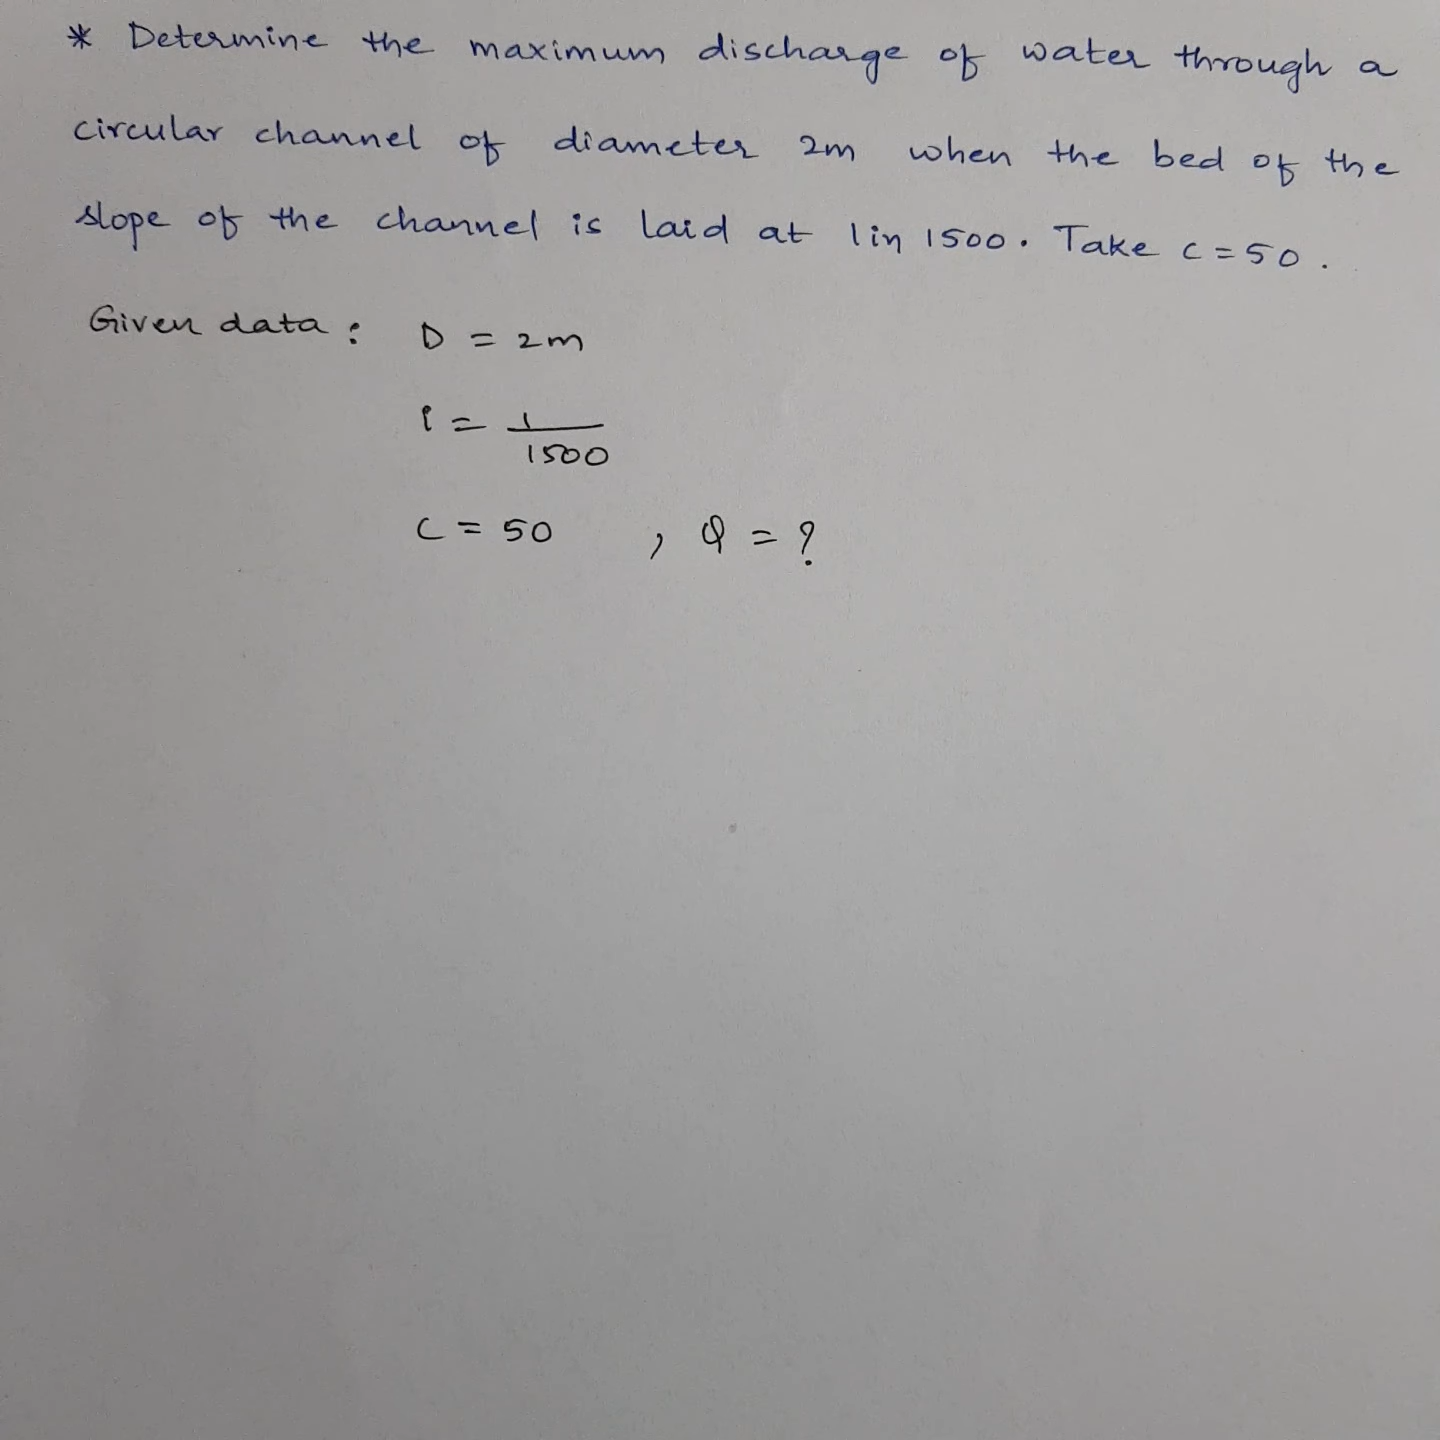 * Determine the maximum discharge of water through a
circular channel of diameter 2m when the bed of the
slope of the channel is laid at 1 in 1500. Take c=50.
Given data: D = 2m
i = 1/1500
C = 50 , Q = ?